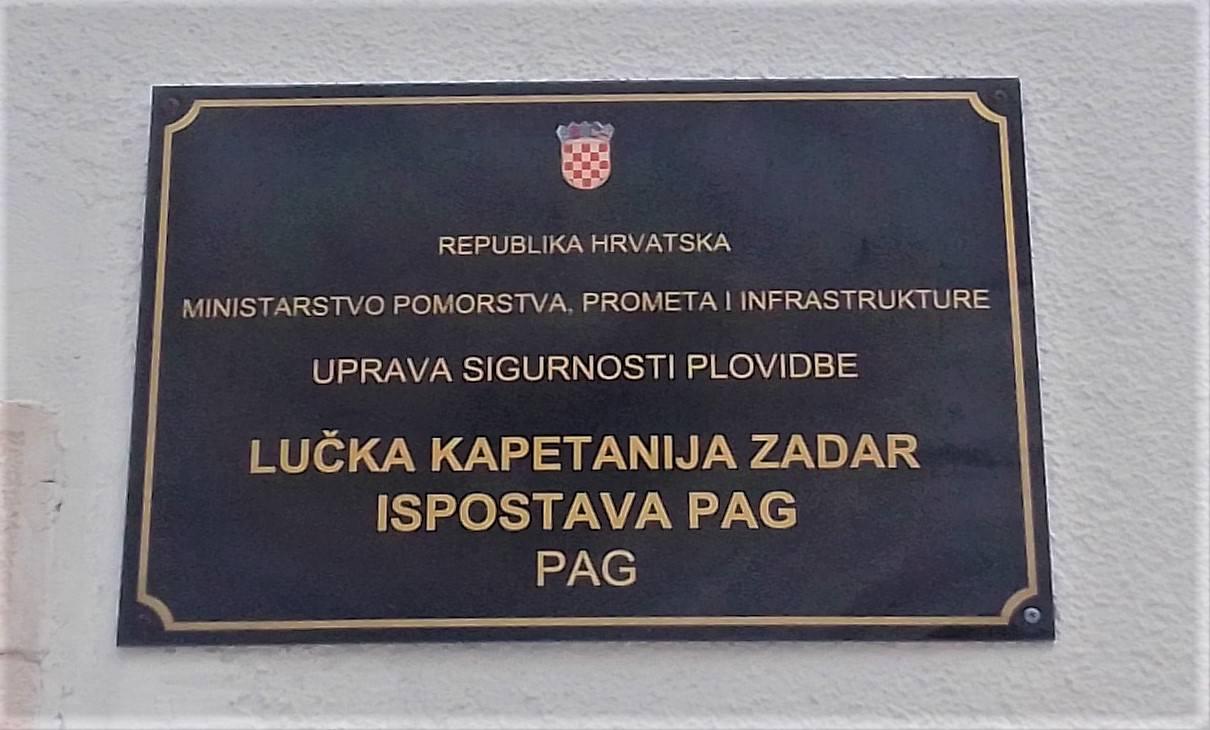 REPUBLIKA HRVATSKA
MINISTARSTVO POMORSTVA, PROMETA I INFRASTRUKTURE
UPRAVA SIGURNOSTI PLOVIDBE
LUČKA KAPETANIJA ZADAR
ISPOSTAVA PAG
PAG